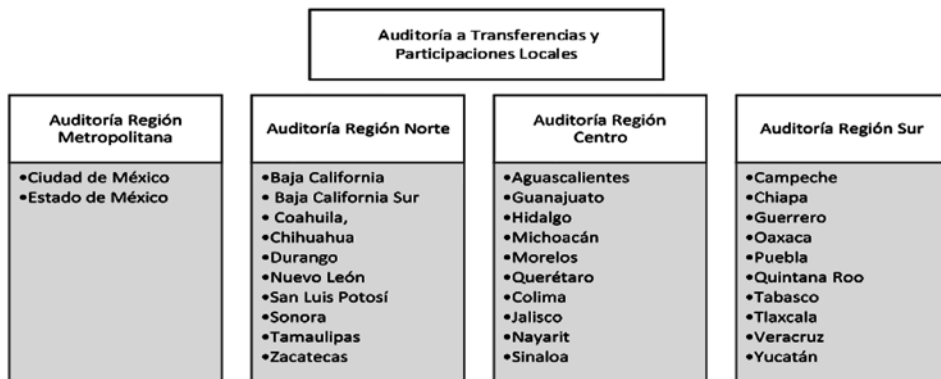 Auditoría a Transferencias y
Participaciones Locales
Auditoría Región
Metropolitana
•Ciudad de México
•Estado de México
Auditoría Región Norte
•Baja California
• Baja California Sur
• Coahuila,
•Chihuahua
•Durango
•Nuevo León
•San Luis Potosí
•Sonora
•Tamaulipas
•Zacatecas
Auditoría Región
Centro
•Aguascalientes
•Guanajuato
•Hidalgo
•Michoacán
•Morelos
•Querétaro
•Colima
•Jalisco
•Nayarit
•Sinaloa
Auditoría Región Sur
•Campeche
•Chiapa
•Guerrero
•Oaxaca
•Puebla
•Quintana Roo
•Tabasco
•Tlaxcala
•Veracruz
•Yucatán